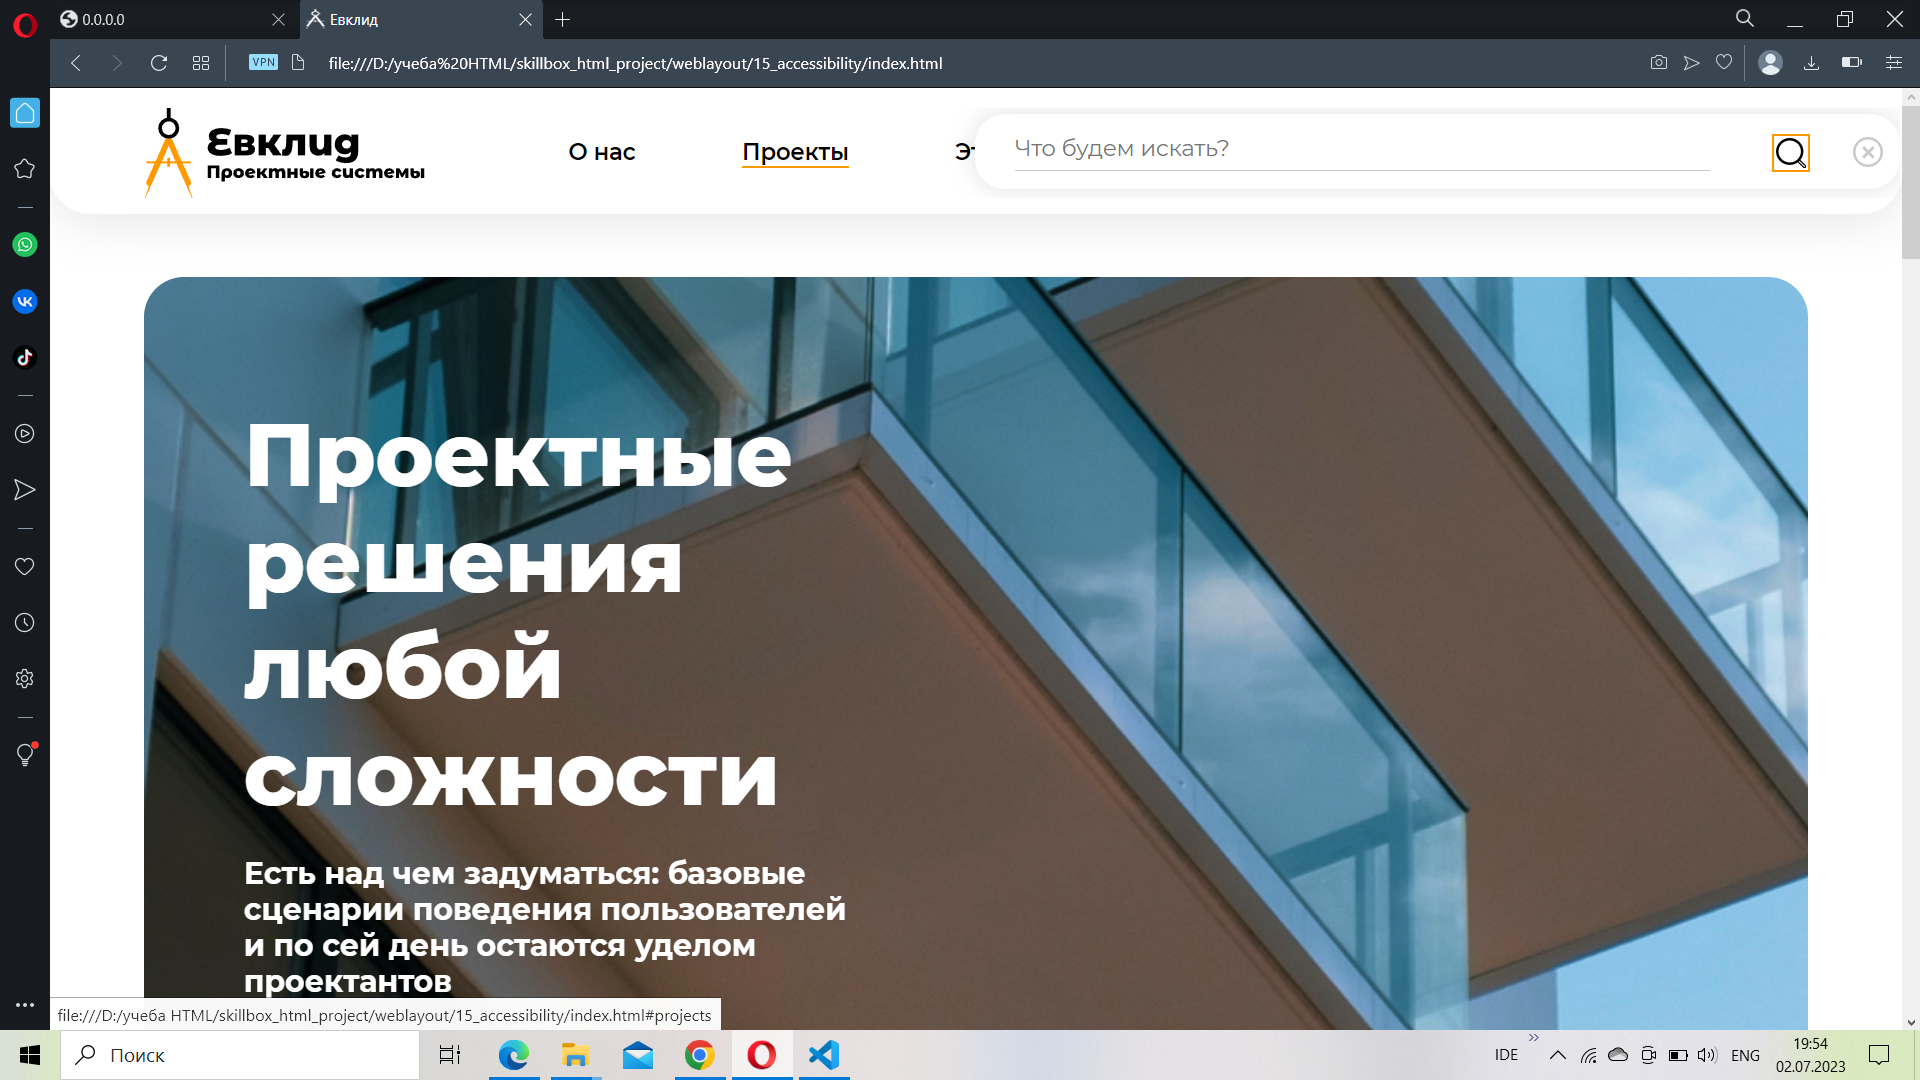 0.0.0.0
Евклид
VPN
file:///D:/учеба%20HTML/skillbox_html_project/weblayout/15_accessibility/index.html
Евклид
Проектные системы
О нас
Проекты
Эт
Что будем искать?
Проектные
решения
любой
сложности
Есть над чем задуматься: базовые
сценарии поведения пользователей
и по сей день остаются уделом
проектантов
file:///D:/учеба HTML/skillbox_html_project/weblayout/15_accessibility/index.html#projects
Поиск
IDE
ENG
19:54
02.07.2023